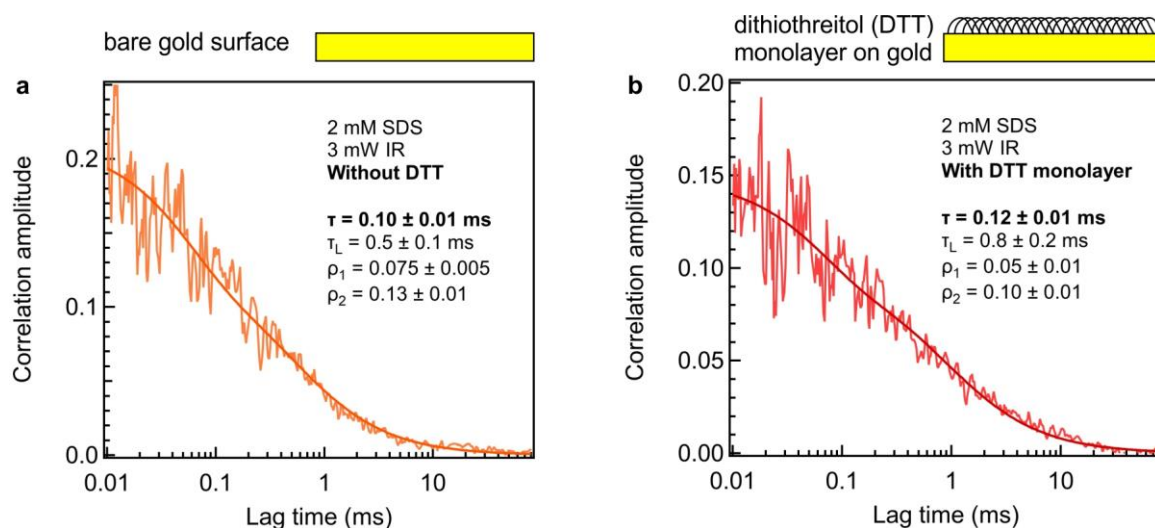 bare gold surface
a
0.2
0.1
0.0
Correlation amplitude
2 mM SDS
3 mW IR
Without DTT
τ = 0.10 ± 0.01 ms
τL = 0.5 ± 0.1 ms
ρ1 = 0.075 ± 0.005
ρ2 = 0.13 ± 0.01
0.01 0.1 1 10
Lag time (ms)
dithiothreitol (DTT)
monolayer on gold
b
0.20
0.15
0.10
0.05
0.00
Correlation amplitude
2 mM SDS
3 mW IR
With DTT monolayer
τ = 0.12 ± 0.01 ms
τL = 0.8 ± 0.2 ms
ρ1 = 0.05 ± 0.01
ρ2 = 0.10 ± 0.01
0.01 0.1 1 10
Lag time (ms)